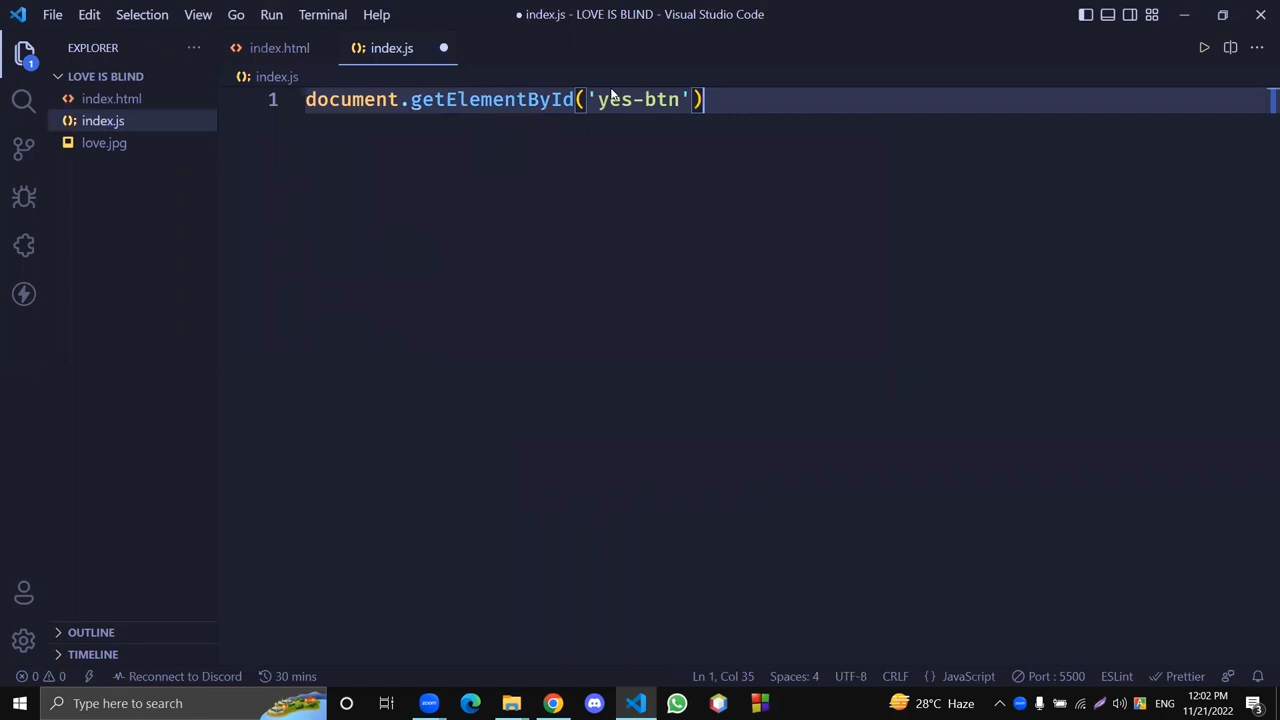 File Edit Selection View Go Run Terminal Help
● index.js - LOVE IS BLIND - Visual Studio Code
EXPLORER
index.html
index.js
1
LOVE IS BLIND
index.js
1 document.getElementById('yes-btn')
index.html
index.js
love.jpg
OUTLINE
TIMELINE
0 0 Reconnect to Discord 30 mins Ln 1, Col 35 Spaces: 4 UTF-8 CRLF { } JavaScript Port : 5500 ESLint Prettier
Type here to search
zoom
28°C Haze
ENG
12:02 PM
11/21/2022
3